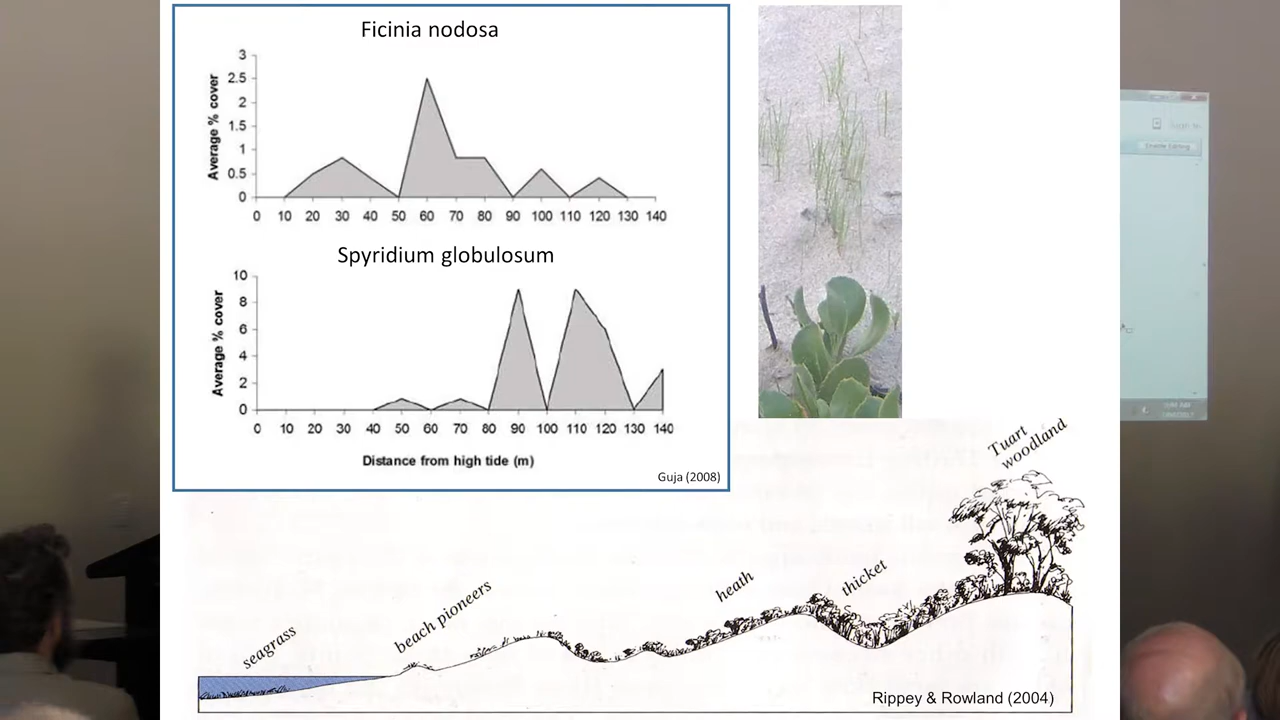 Ficinia nodosa
Average % cover
3
2.5
2
1.5
1
0.5
0
0 10 20 30 40 50 60 70 80 90 100 110 120 130 140
Spyridium globulosum
Average % cover
10
8
6
4
2
0
0 10 20 30 40 50 60 70 80 90 100 110 120 130 140
Distance from high tide (m)
Guja (2008)
Enable Editing
seagrass
beach pioneers
heath
thicket
Tuart
woodland
Rippey & Rowland (2004)